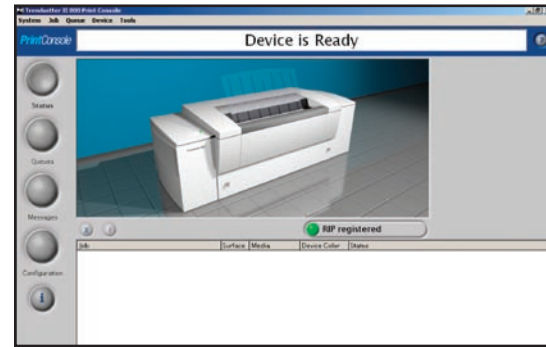 Trendsetter II 800 Print Console
System Job Queue Device Tools
PrintConsole
Device is Ready
Status
Queues
Messages
Configuration
i
RIP registered
Job Surface Media Device Color Status